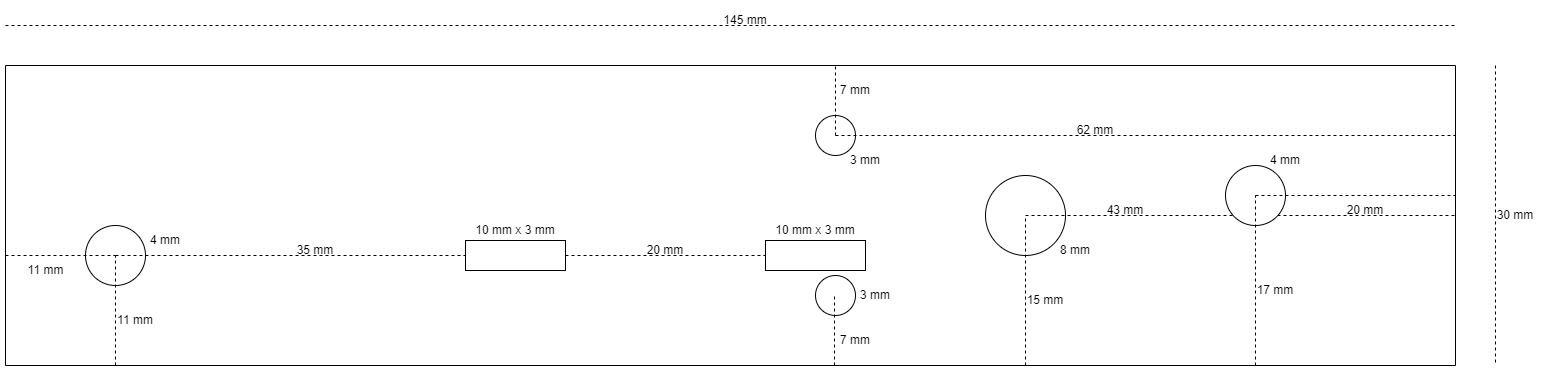 145 mm
7 mm
62 mm
3 mm
4 mm
43 mm
20 mm
30 mm
10 mm x 3 mm
10 mm x 3 mm
4 mm
35 mm
20 mm
8 mm
11 mm
17 mm
3 mm
15 mm
11 mm
7 mm